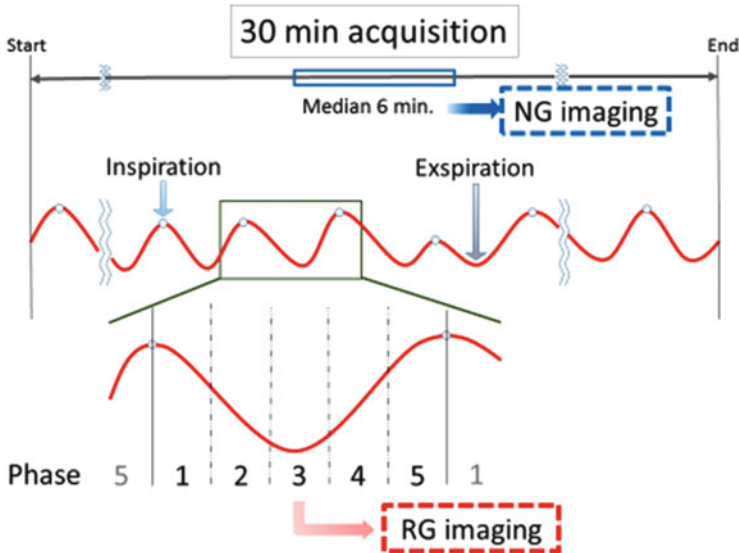 30 min acquisition
Start
End
Median 6 min.
NG imaging
Inspiration
Exspiration
Phase 5 1 2 3 4 5 1
RG imaging